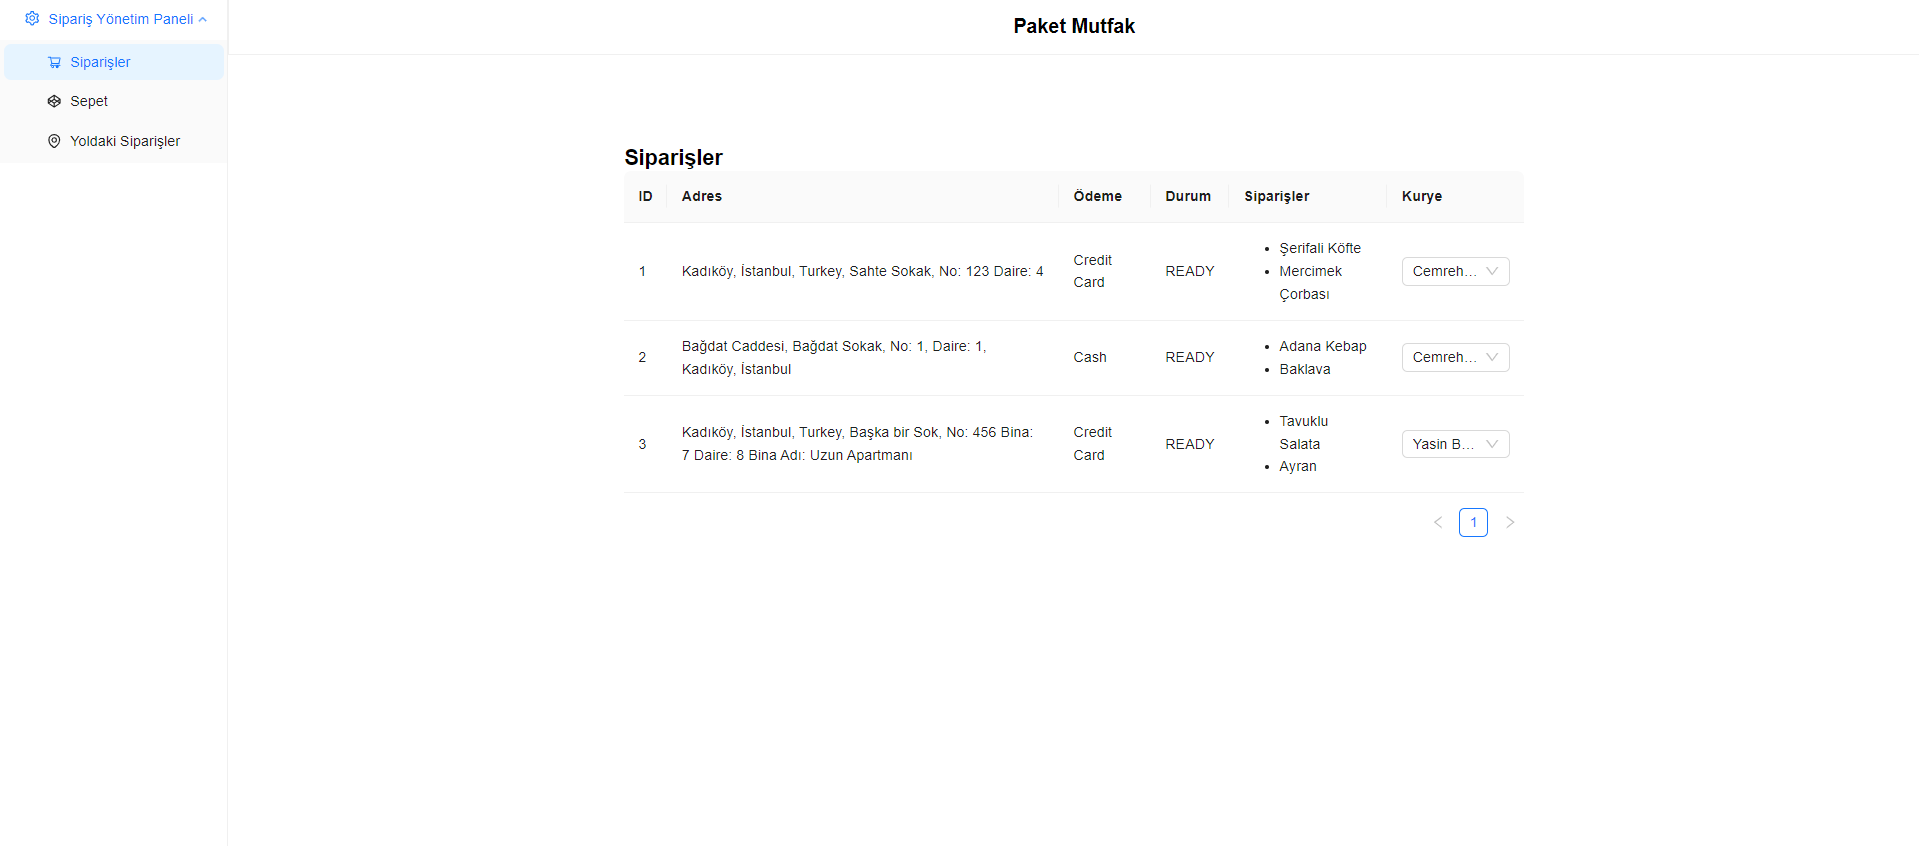 Sipariş Yönetim Paneli
Siparişler
Sepet
Yoldaki Siparişler
Paket Mutfak
Siparişler
ID Adres Ödeme Durum Siparişler Kurye
1 Kadıköy, İstanbul, Turkey, Sahte Sokak, No: 123 Daire: 4 Credit Card READY Şerifali Köfte Mercimek Çorbası Cemreh...
2 Bağdat Caddesi, Bağdat Sokak, No: 1, Daire: 1, Kadıköy, İstanbul Cash READY Adana Kebap Baklava Cemreh...
3 Kadıköy, İstanbul, Turkey, Başka bir Sok, No: 456 Bina: 7 Daire: 8 Bina Adı: Uzun Apartmanı Credit Card READY Tavuklu Salata Ayran Yasin B...
1